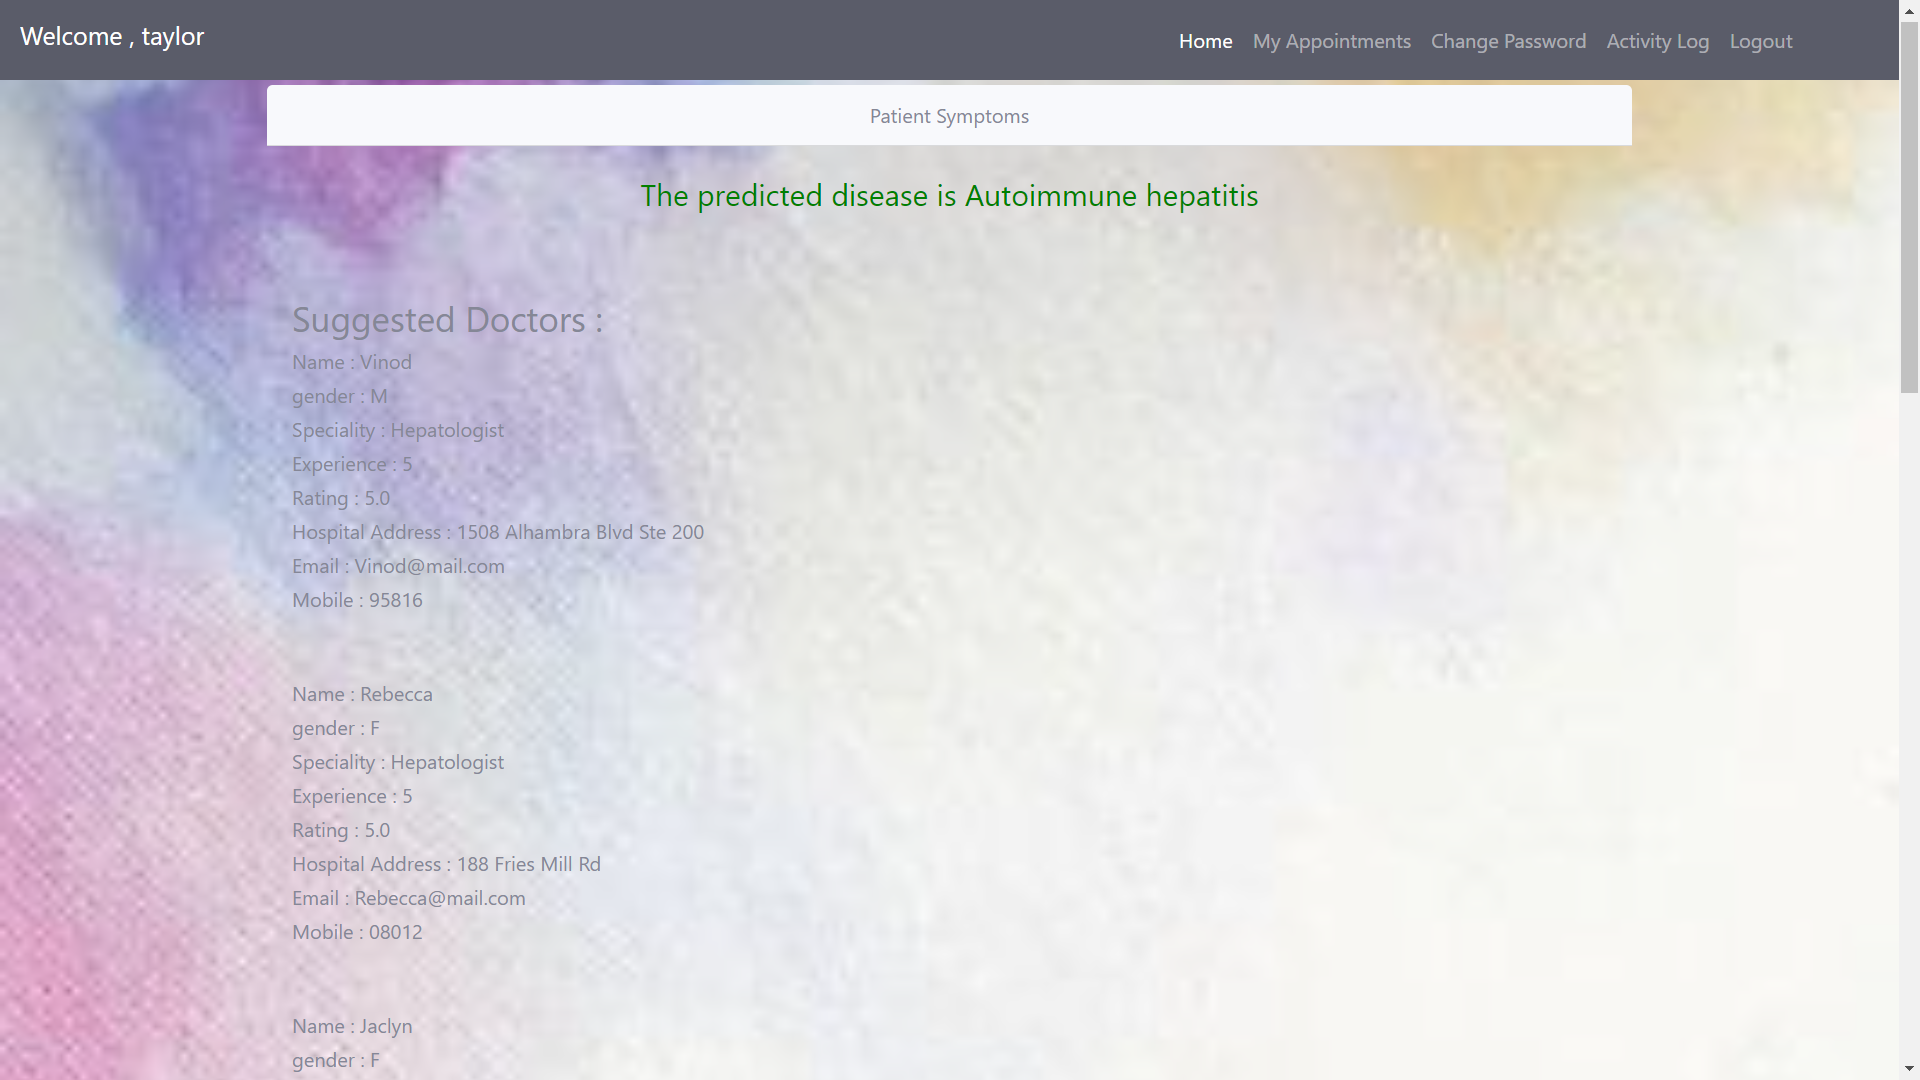 Welcome , taylor
Home My Appointments Change Password Activity Log Logout
Patient Symptoms
The predicted disease is Autoimmune hepatitis
Suggested Doctors :
Name : Vinod
gender : M
Speciality : Hepatologist
Experience : 5
Rating : 5.0
Hospital Address : 1508 Alhambra Blvd Ste 200
Email : Vinod@mail.com
Mobile : 95816
Name : Rebecca
gender : F
Speciality : Hepatologist
Experience : 5
Rating : 5.0
Hospital Address : 188 Fries Mill Rd
Email : Rebecca@mail.com
Mobile : 08012
Name : Jaclyn
gender : F